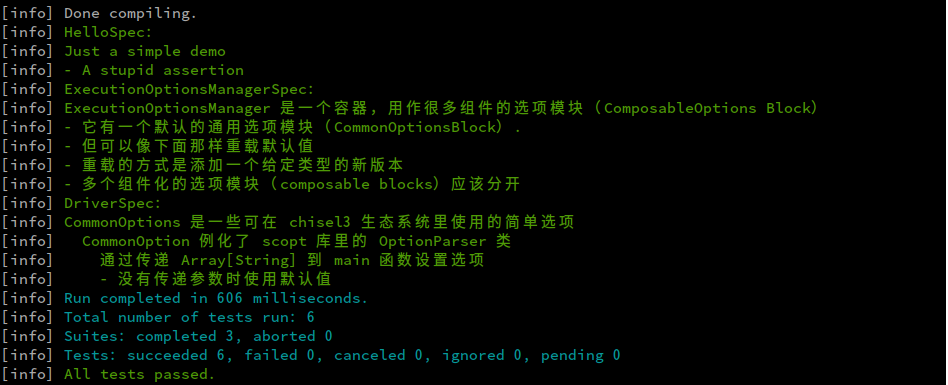 [info] Done compiling.
[info] HelloSpec:
[info] Just a simple demo
[info] - A stupid assertion
[info] ExecutionOptionsManagerSpec:
[info] ExecutionOptionsManager 是一个容器，用作很多组件的选项模块（ComposableOptions Block）
[info] - 它有一个默认的通用选项模块（CommonOptionsBlock）.
[info] - 但可以像下面那样重载默认值
[info] - 重载的方式是添加一个给定类型的新版本
[info] - 多个组件化的选项模块（composable blocks）应该分开
[info] DriverSpec:
[info] CommonOptions 是一些可在 chisel3 生态系统里使用的简单选项
[info]   CommonOption 例化了 scopt 库里的 OptionParser 类
[info]     通过传递 Array[String] 到 main 函数设置选项
[info]     - 没有传递参数时使用默认值
[info] Run completed in 606 milliseconds.
[info] Total number of tests run: 6
[info] Suites: completed 3, aborted 0
[info] Tests: succeeded 6, failed 0, canceled 0, ignored 0, pending 0
[info] All tests passed.